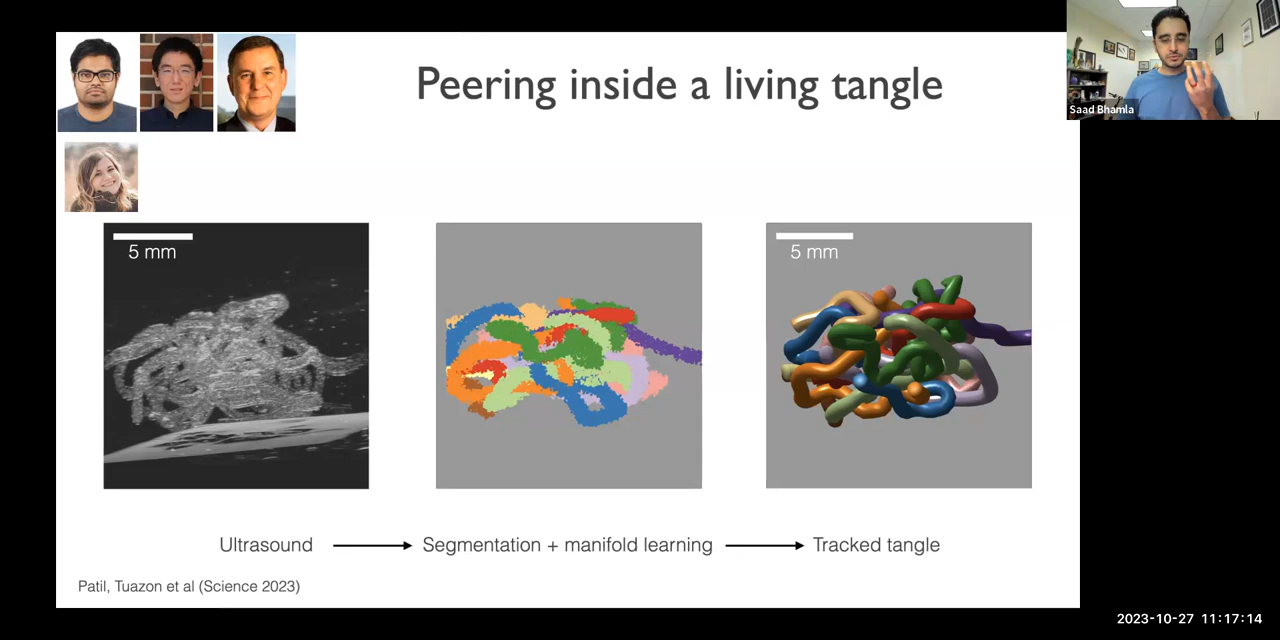 Peering inside a living tangle
Saad Bhamla
5 mm
5 mm
Ultrasound
Segmentation + manifold learning
Tracked tangle
Patil, Tuazon et al (Science 2023)
2023-10-27 11:17:14